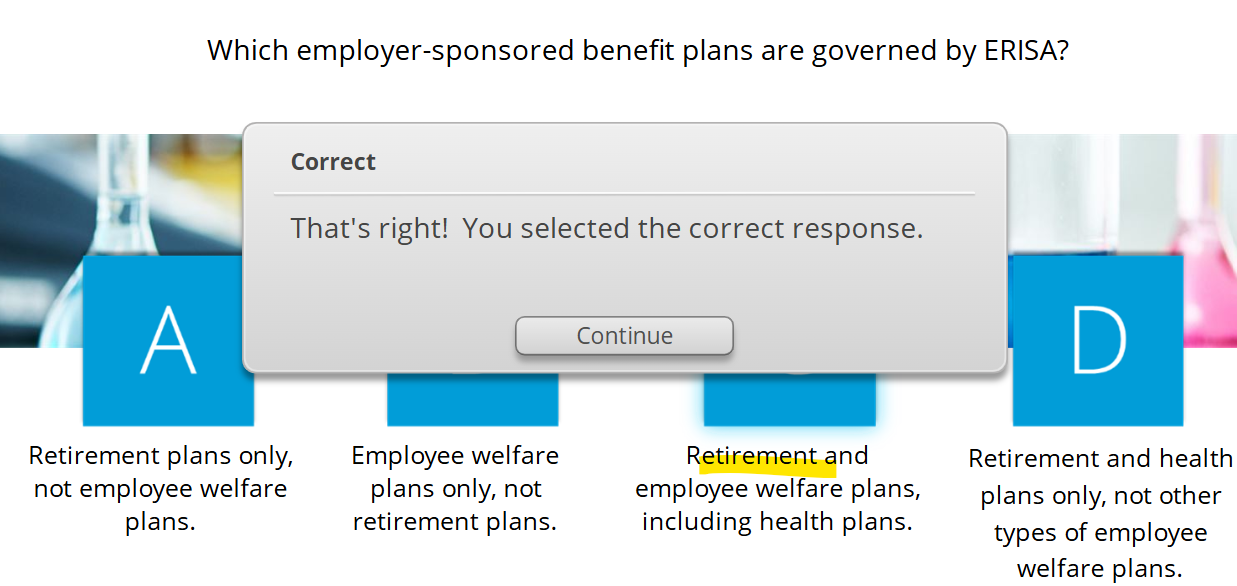 Which employer-sponsored benefit plans are governed by ERISA?
Correct
That's right!  You selected the correct response.
Continue
A
D
Retirement plans only,
not employee welfare
plans.
Employee welfare
plans only, not
retirement plans.
Retirement and
employee welfare plans,
including health plans.
Retirement and health
plans only, not other
types of employee
welfare plans.